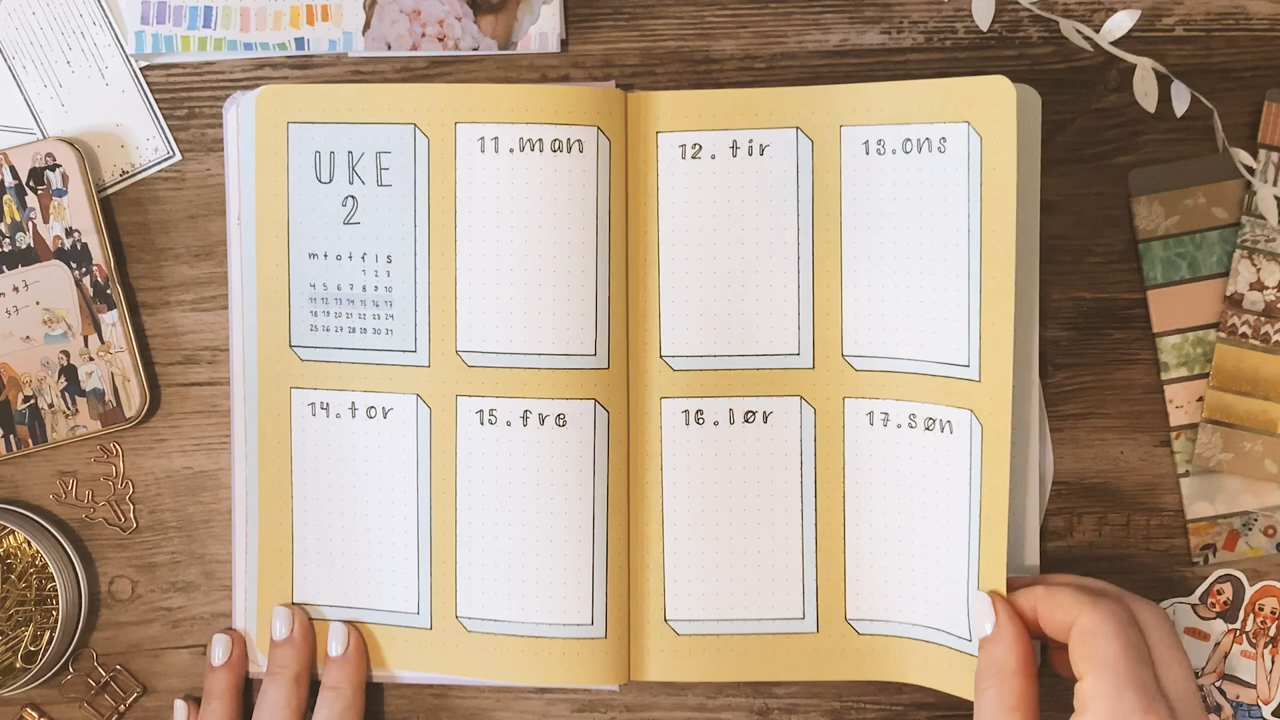 UKE
2
m t o t f l s
1 2 3
4 5 6 7 8 9 10
11 12 13 14 15 16 17
18 19 20 21 22 23 24
25 26 27 28 29 30 31
11.man
12. tir
13.ons
14.tor
15.fre
16.lør
17.søn